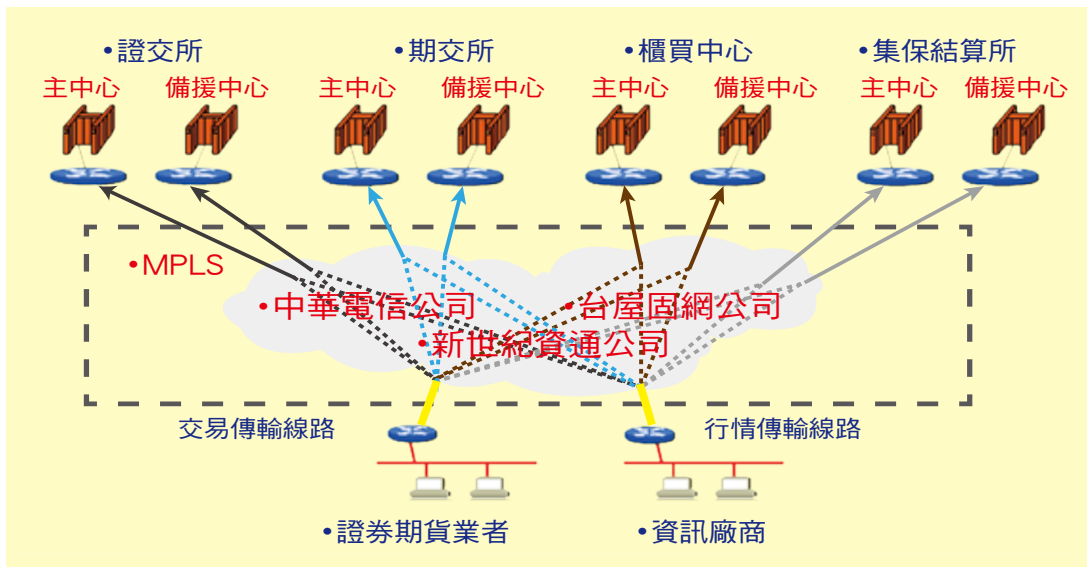 •證交所 •期交所 •櫃買中心 •集保結算所
主中心 備援中心 主中心 備援中心 主中心 備援中心 主中心 備援中心
•MPLS
•中華電信公司 •台屋固網公司
•新世紀資通公司
交易傳輸線路 行情傳輸線路
•證券期貨業者 •資訊廠商